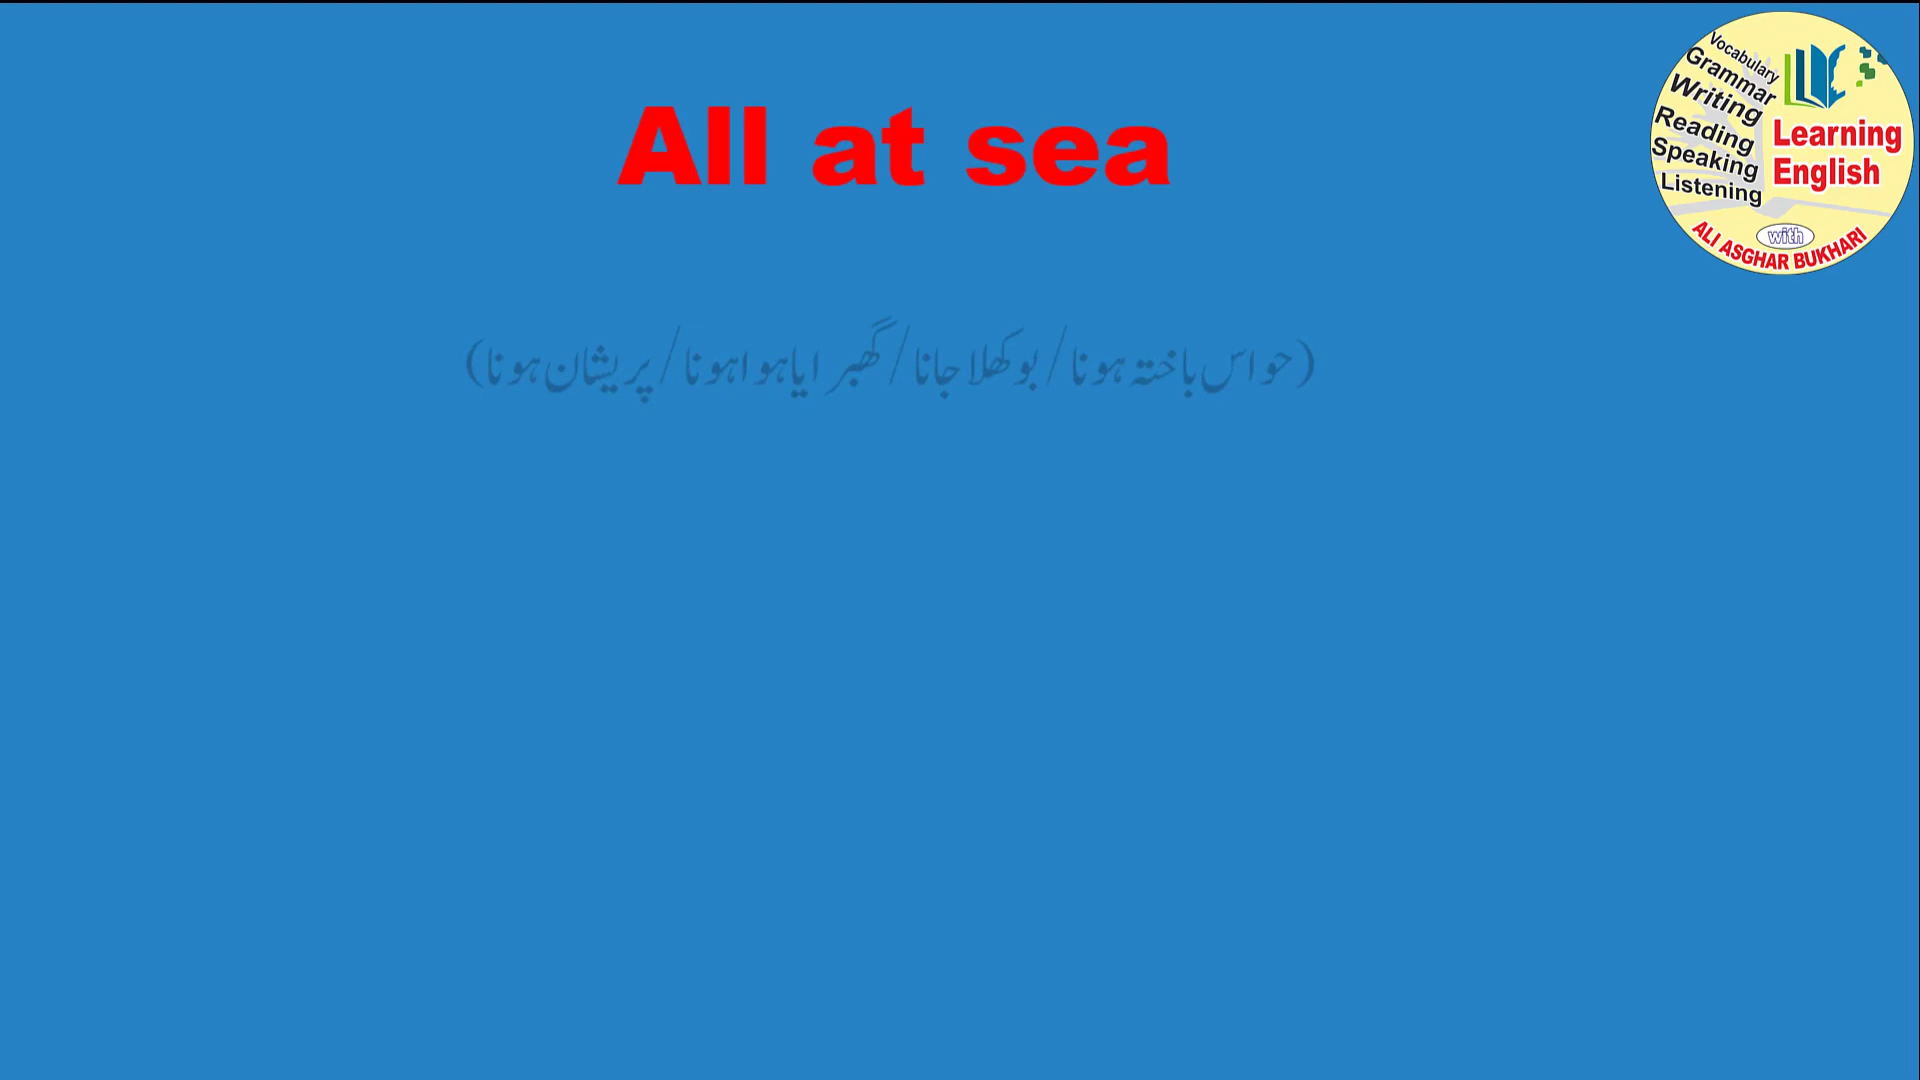 All at sea
(حواس باختہ ہونا/بوکھلا جانا/گھبرایا ہوا ہونا/پریشان ہونا)
Vocabulary
Grammar
Writing
Reading
Speaking
Listening
Learning
English
with
ALI ASGHAR BUKHARI